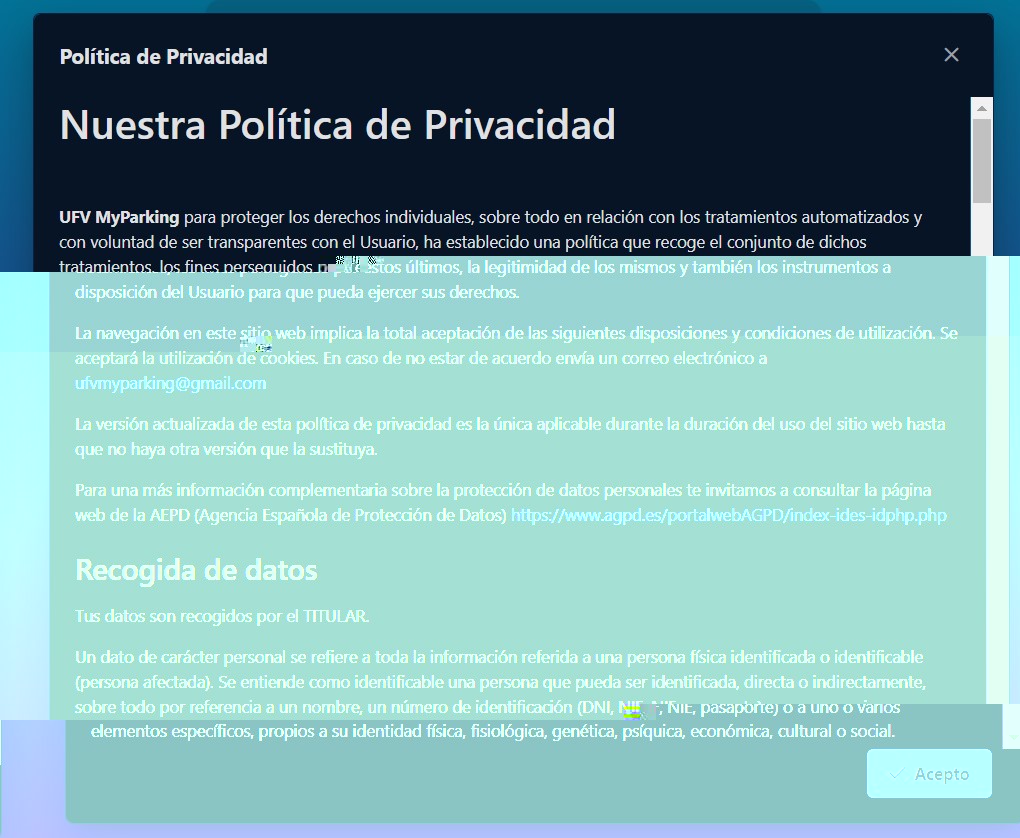 Política de Privacidad
Nuestra Política de Privacidad
UFV MyParking para proteger los derechos individuales, sobre todo en relación con los tratamientos automatizados y
con voluntad de ser transparentes con el Usuario, ha establecido una política que recoge el conjunto de dichos
tratamientos, los fines perseguidos estos últimos, la legitimidad de los mismos y también los instrumentos a
disposición del Usuario para que pueda ejercer sus derechos.
La navegación en este sitio web implica la total aceptación de las siguientes disposiciones y condiciones de utilización. Se
aceptará la utilización de cookies. En caso de no estar de acuerdo envía un correo electrónico a
ufvmyparking@gmail.com
La versión actualizada de esta política de privacidad es la única aplicable durante la duración del uso del sitio web hasta
que no haya otra versión que la sustituya.
Para una más información complementaria sobre la protección de datos personales te invitamos a consultar la página
web de la AEPD (Agencia Española de Protección de Datos) https://www.agpd.es/portalwebAGPD/index-ides-idphp.php
Recogida de datos
Tus datos son recogidos por el TITULAR.
Un dato de carácter personal se refiere a toda la información referida a una persona física identificada o identificable
(persona afectada). Se entiende como identificable una persona que pueda ser identificada, directa o indirectamente,
sobre todo por referencia a un nombre, un número de identificación (DNI, NIE, pasaporte) o a uno o varios
elementos específicos, propios a su identidad física, fisiológica, genética, psíquica, económica, cultural o social.
Acepto